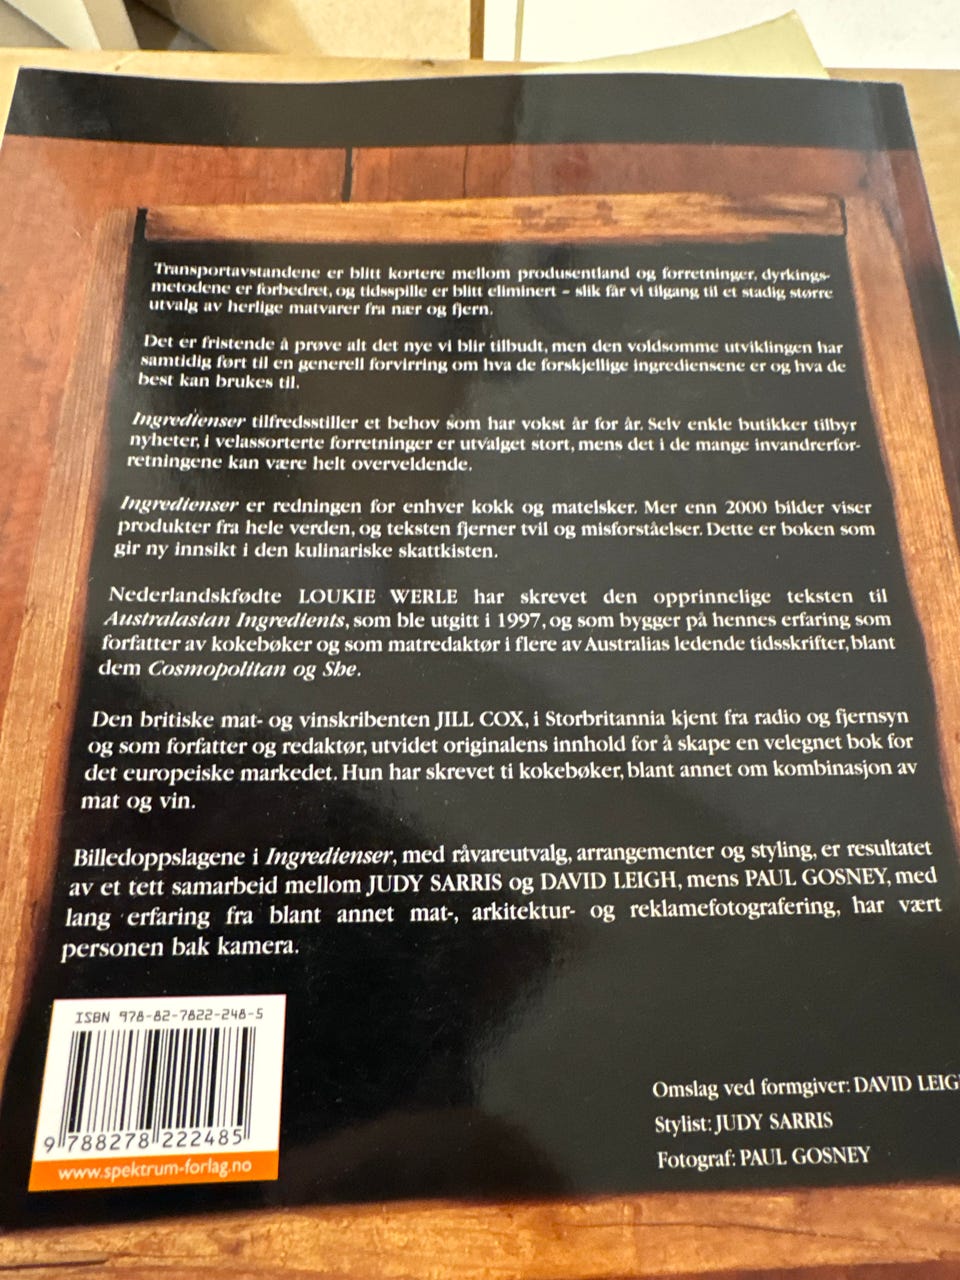 Transportavstandene er blitt kortere mellom produsentland og forretninger, dyrkings-
metodene er forbedret, og tidsspille er blitt eliminert – slik får vi tilgang til et stadig større
utvalg av herlige matvarer fra nær og fjern.
Det er fristende å prøve alt det nye vi blir tilbudt, men den voldsomme utviklingen har
samtidig ført til en generell forvirring om hva de forskjellige ingrediensene er og hva de
best kan brukes til.
Ingredienser tilfredsstiller et behov som har vokst år for år. Selv enkle butikker tilbyr
nyheter, i velassorterte forretninger er utvalget stort, mens det i de mange invandrerfor-
retningene kan være helt overveldende.
Ingredienser er redningen for enhver kokk og matelsker. Mer enn 2000 bilder viser
produkter fra hele verden, og teksten fjerner tvil og misforståelser. Dette er boken som
gir ny innsikt i den kulinariske skattkisten.
Nederlandskfødte LOUKIE WERLE har skrevet den opprinnelige teksten til
Australasian Ingredients, som ble utgitt i 1997, og som bygger på hennes erfaring som
forfatter av kokebøker og som matredaktør i flere av Australias ledende tidsskrifter, blant
dem Cosmopolitan og She.
Den britiske mat- og vinskribenten JILL COX, i Storbritannia kjent fra radio og fjernsyn
og som forfatter og redaktør, utvidet originalens innhold for å skape en velegnet bok for
det europeiske markedet. Hun har skrevet ti kokebøker, blant annet om kombinasjon av
mat og vin.
Billedoppslagene i Ingredienser, med råvareutvalg, arrangementer og styling, er resultatet
av et tett samarbeid mellom JUDY SARRIS og DAVID LEIGH, mens PAUL GOSNEY, med
lang erfaring fra blant annet mat-, arkitektur- og reklamefotografering, har vært
personen bak kamera.
ISBN 978-82-7822-248-5
9 788278 222485
www.spektrum-forlag.no
Omslag ved formgiver: DAVID LEIG
Stylist: JUDY SARRIS
Fotograf: PAUL GOSNEY